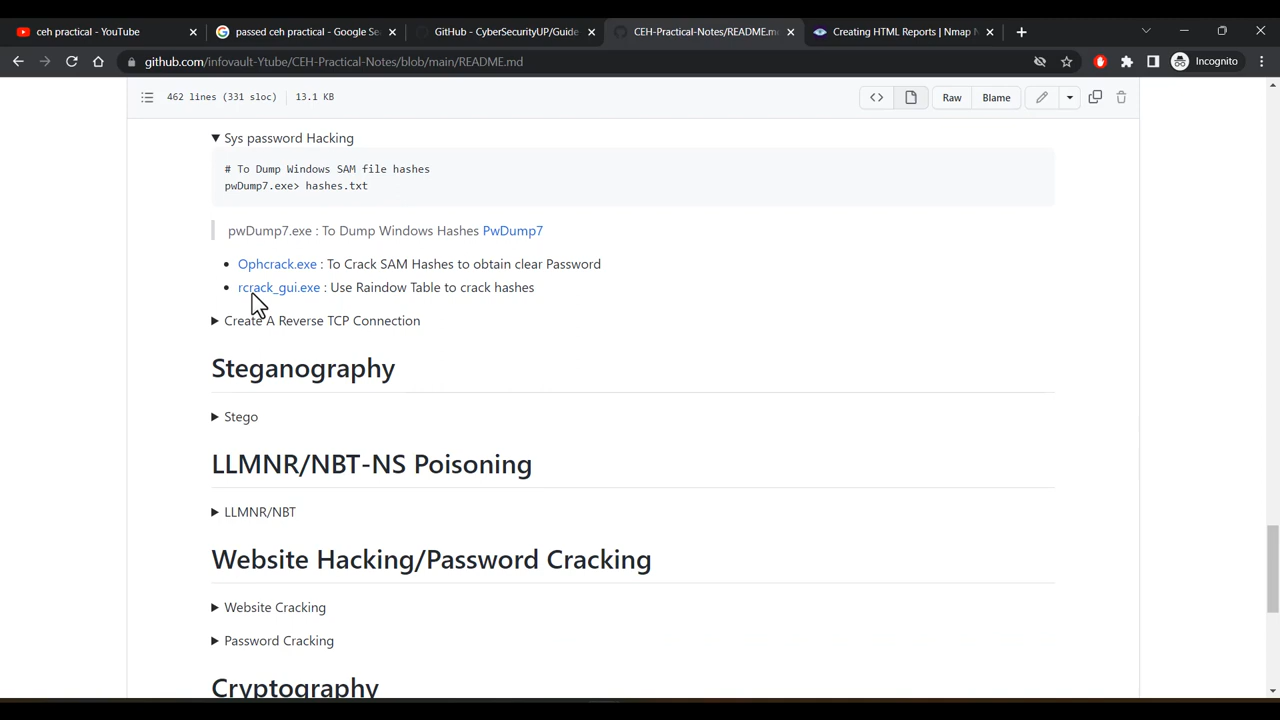 ceh practical - YouTube
passed ceh practical - Google Se
GitHub - CyberSecurityUP/Guide
CEH-Practical-Notes/README.m
Creating HTML Reports | Nmap N
github.com/infovault-Ytube/CEH-Practical-Notes/blob/main/README.md
Incognito
462 lines (331 sloc) 13.1 KB
Raw
Blame
Sys password Hacking
# To Dump Windows SAM file hashes
pwDump7.exe> hashes.txt
pwDump7.exe : To Dump Windows Hashes PwDump7
Ophcrack.exe : To Crack SAM Hashes to obtain clear Password
rcrack_gui.exe : Use Raindow Table to crack hashes
Create A Reverse TCP Connection
Steganography
Stego
LLMNR/NBT-NS Poisoning
LLMNR/NBT
Website Hacking/Password Cracking
Website Cracking
Password Cracking
Cryptography